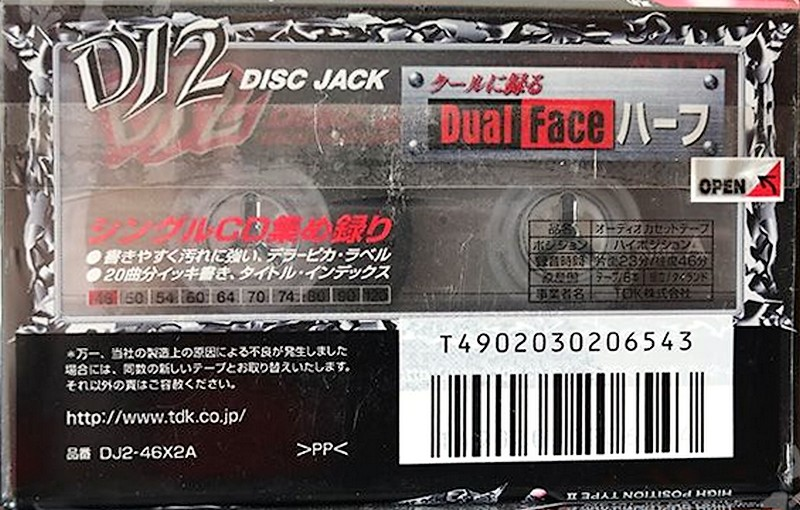 DJ2 DISC JACK
クールに録る
Dual Face ハーフ
OPEN
シングルCD集め録り
●書きやすく汚れに強い、デラーピカ・ラベル
●20曲分イッキ書き、タイトル・インデックス
46 50 54 60 64 70 74 80 90 120
品名 オーディオカセットテープ
ポジション ハイポジション
録音時間 片面23分/往復46分
原産国 テープ/日本
事業者名 TDK株式会社
*万一、当社の製造上の原因による不良が発生しました
場合には、同数の新しいテープとお取り替えいたします。
それ以外の責はご容赦ください。
http://www.tdk.co.jp/
品番 DJ2-46X2A >PP<
T4902030206543
HIGH POSITION TYPE II